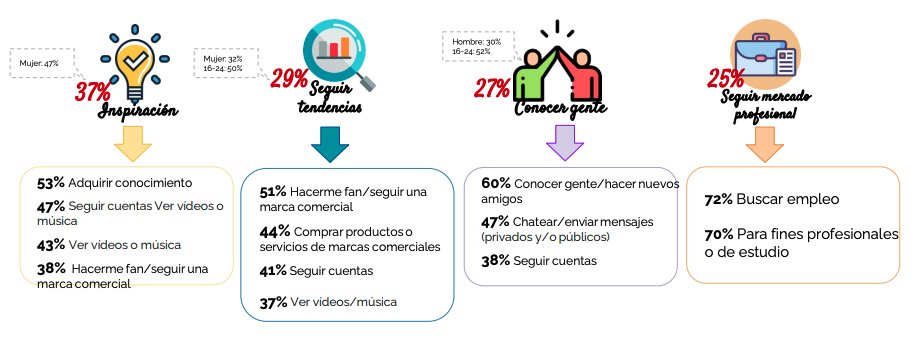 Mujer: 47%
37%
Inspiración
53% Adquirir conocimiento
47% Seguir cuentas Ver vídeos o
música
43% Ver vídeos o música
38% Hacerme fan/seguir una
marca comercial
Mujer: 32%
16-24: 50%
29%
Seguir
tendencias
51% Hacerme fan/seguir una
marca comercial
44% Comprar productos o
servicios de marcas comerciales
41% Seguir cuentas
37% Ver vídeos/música
Hombre: 30%
16-24: 52%
27%
Conocer gente
60% Conocer gente/hacer nuevos
amigos
47% Chatear/enviar mensajes
(privados y/o públicos)
38% Seguir cuentas
25%
Seguir mercado
profesional
72% Buscar empleo
70% Para fines profesionales
o de estudio